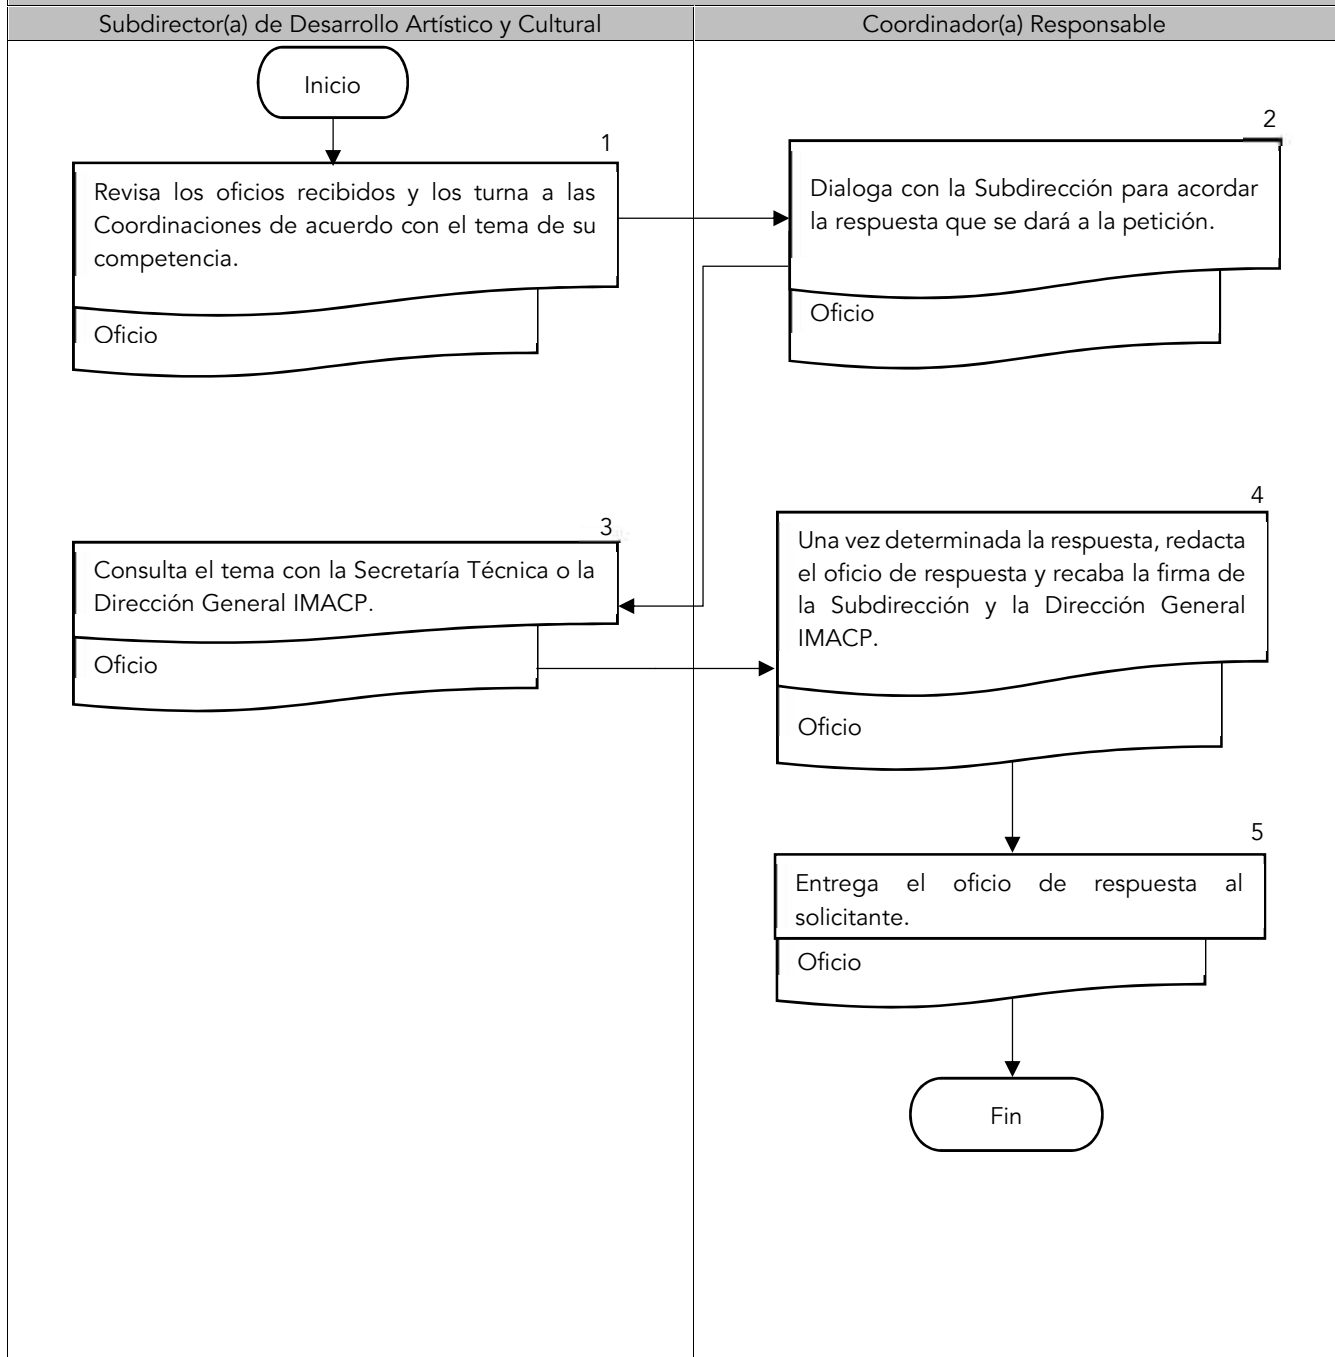 Subdirector(a) de Desarrollo Artístico y Cultural
Coordinador(a) Responsable
Inicio
1
Revisa los oficios recibidos y los turna a las
Coordinaciones de acuerdo con el tema de su
competencia.
Oficio
2
Dialoga con la Subdirección para acordar
la respuesta que se dará a la petición.
Oficio
3
Consulta el tema con la Secretaría Técnica o la
Dirección General IMACP.
Oficio
4
Una vez determinada la respuesta, redacta
el oficio de respuesta y recaba la firma de
la Subdirección y la Dirección General
IMACP.
Oficio
5
Entrega el oficio de respuesta al
solicitante.
Oficio
Fin